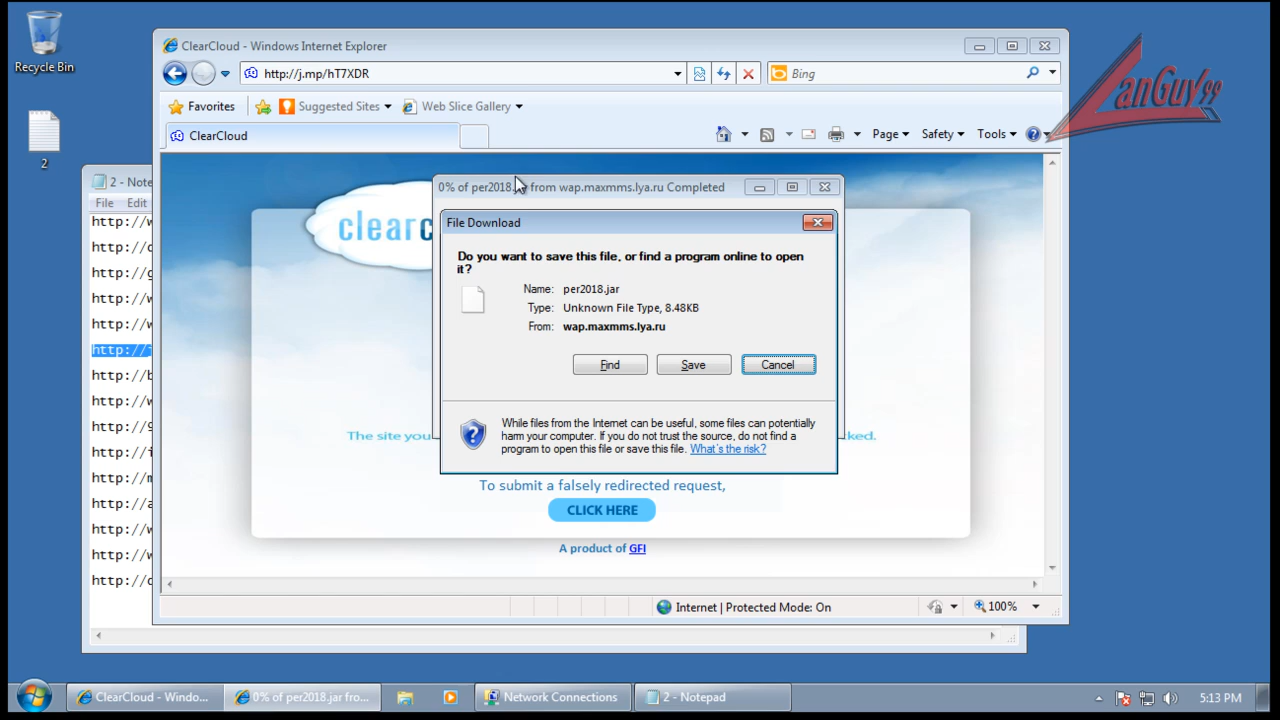 Recycle Bin
2
ClearCloud - Windows Internet Explorer
http://j.mp/hT7XDR
Bing
Favorites
Suggested Sites
Web Slice Gallery
ClearCloud
Page
Safety
Tools
LanGuy99
2 - Note
File Edit
http://w
http://
http://g
http://w
http://w
http://
http://b
http://w
http://9
http://i
http://m
http://a
http://w
http://w
http://
clearc
0% of per2018. from wap.maxmms.lya.ru Completed
File Download
Do you want to save this file, or find a program online to open
it?
Name: per2018.jar
Type: Unknown File Type, 8.48KB
From: wap.maxmms.lya.ru
Find
Save
Cancel
While files from the Internet can be useful, some files can potentially
harm your computer. If you do not trust the source, do not find a
program to open this file or save this file. What's the risk?
The site you
ked.
To submit a falsely redirected request,
CLICK HERE
A product of GFI
Internet | Protected Mode: On
100%
ClearCloud - Windo...
0% of per2018.jar fro...
Network Connections
2 - Notepad
5:13 PM